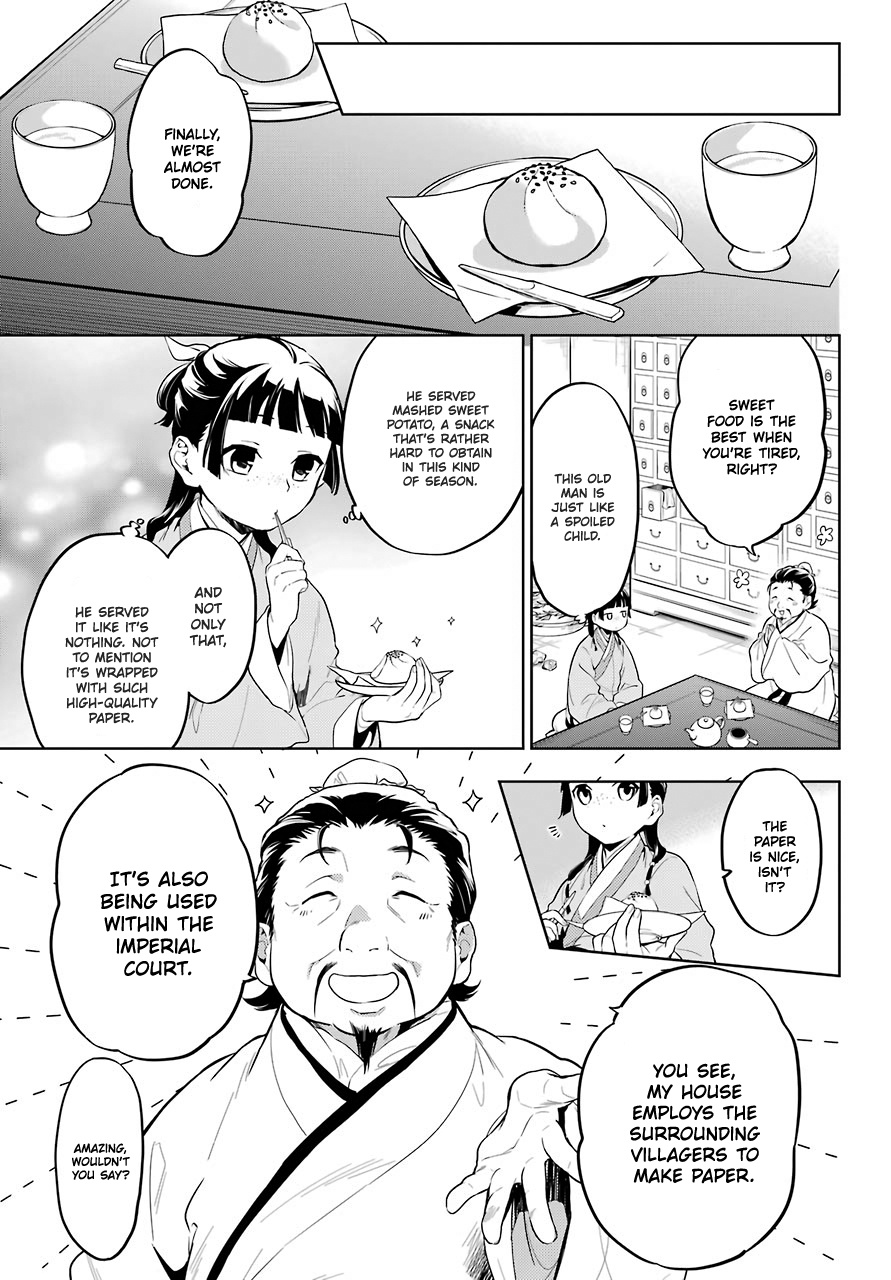 FINALLY,
WE'RE
ALMOST
DONE.
SWEET
FOOD IS THE
BEST WHEN
YOU'RE TIRED,
RIGHT?
THIS OLD
MAN IS
JUST LIKE
A SPOILED
CHILD.
HE SERVED
MASHED SWEET
POTATO, A SNACK
THAT'S RATHER
HARD TO OBTAIN
IN THIS KIND
OF SEASON.
AND
NOT
ONLY
THAT,
HE SERVED
IT LIKE IT'S
NOTHING. NOT
TO MENTION
IT'S WRAPPED
WITH SUCH
HIGH-QUALITY
PAPER.
THE
PAPER
IS NICE,
ISN'T
IT?
YOU SEE,
MY HOUSE
EMPLOYS THE
SURROUNDING
VILLAGERS TO
MAKE PAPER.
IT'S ALSO
BEING USED
WITHIN THE
IMPERIAL
COURT.
AMAZING,
WOULDN'T
YOU SAY?